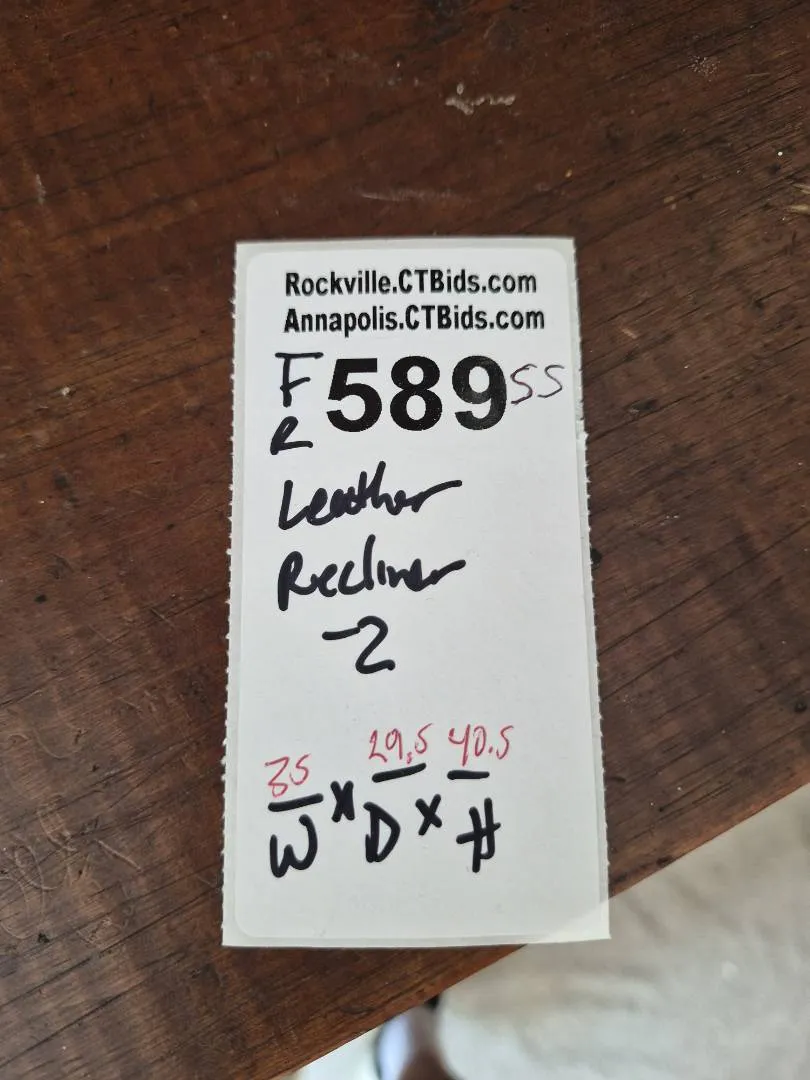 Rockville.CTBids.com
Annapolis.CTBids.com
F 589 SS
R
Leather
Recliner
-2
35 29.5 40.5
W x D x H